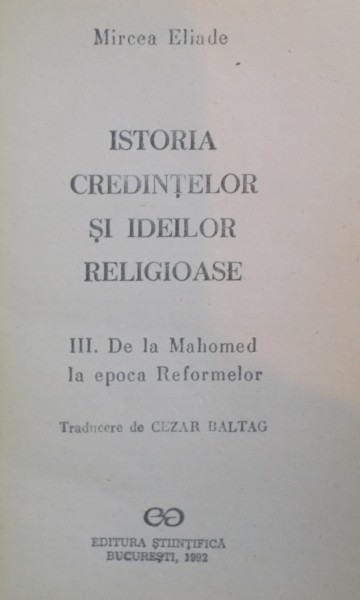 Mircea Eliade
ISTORIA
CREDINȚELOR
ȘI IDEILOR
RELIGIOASE
III. De la Mahomed
la epoca Reformelor
Traducere de CEZAR BALTAG
EDITURA ȘTIINȚIFICĂ
BUCUREȘTI, 1992